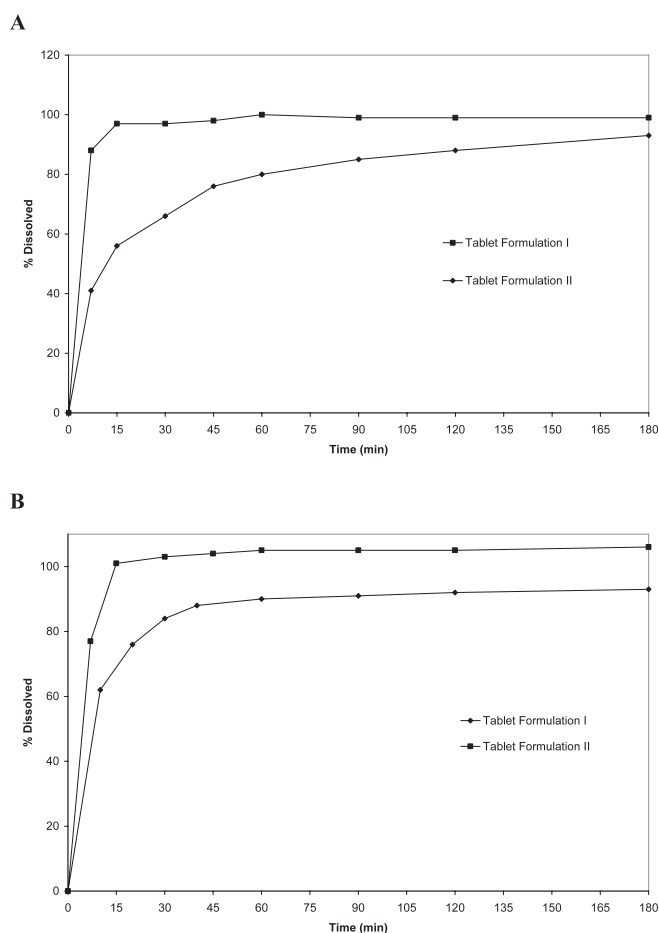 A
120
100
80
60
40
20
0
% Dissolved
Tablet Formulation I
Tablet Formulation II
0 15 30 45 60 75 90 105 120 135 150 165 180
Time (min)
B
100
80
60
40
20
0
% Dissolved
Tablet Formulation I
Tablet Formulation II
0 15 30 45 60 75 90 105 120 135 150 165 180
Time (min)